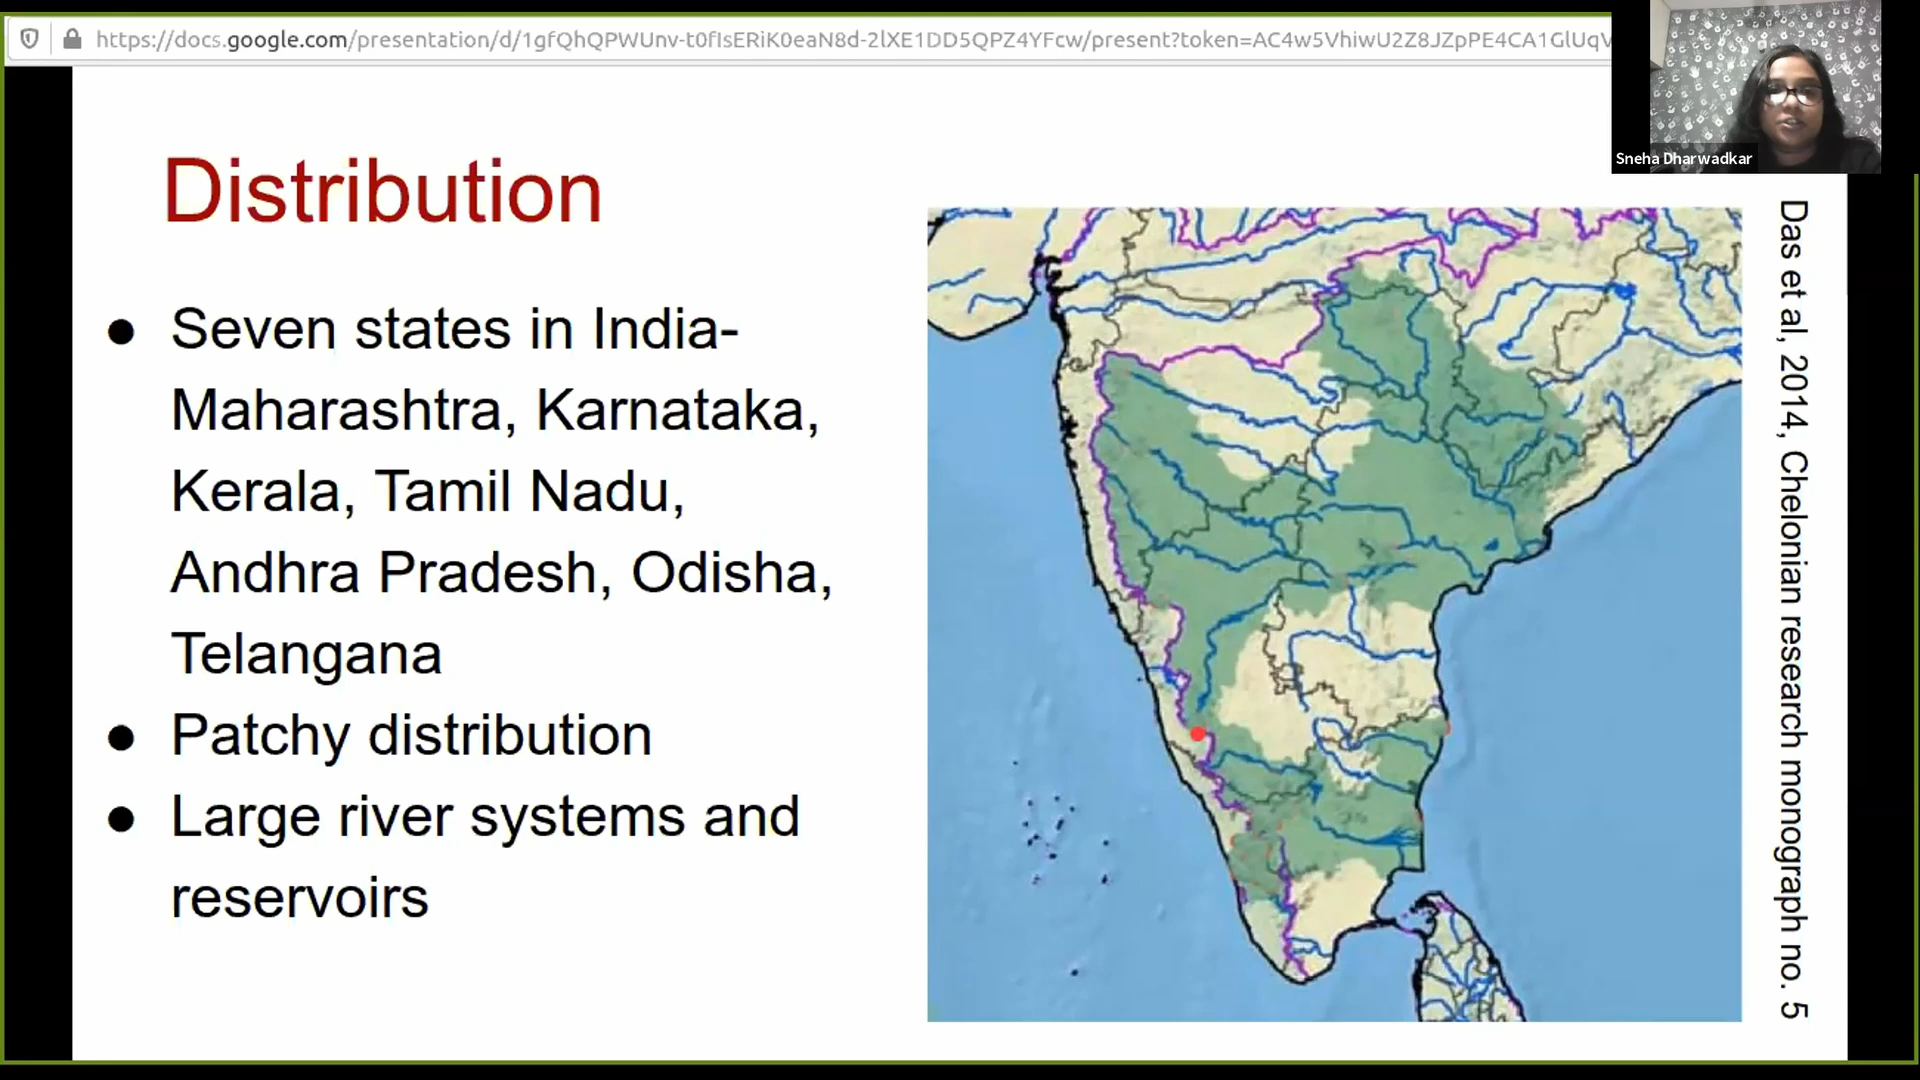 https://docs.google.com/presentation/d/1gfQhQPWUnv-t0fIsERiK0eaN8d-2lXE1DD5QPZ4YFcw/present?token=AC4w5VhiwU2Z8JZpPE4CA1GlUqV
Sneha Dharwadkar
Distribution
● Seven states in India-
Maharashtra, Karnataka,
Kerala, Tamil Nadu,
Andhra Pradesh, Odisha,
Telangana
● Patchy distribution
● Large river systems and
reservoirs
Das et al, 2014, Chelonian research monograph no. 5